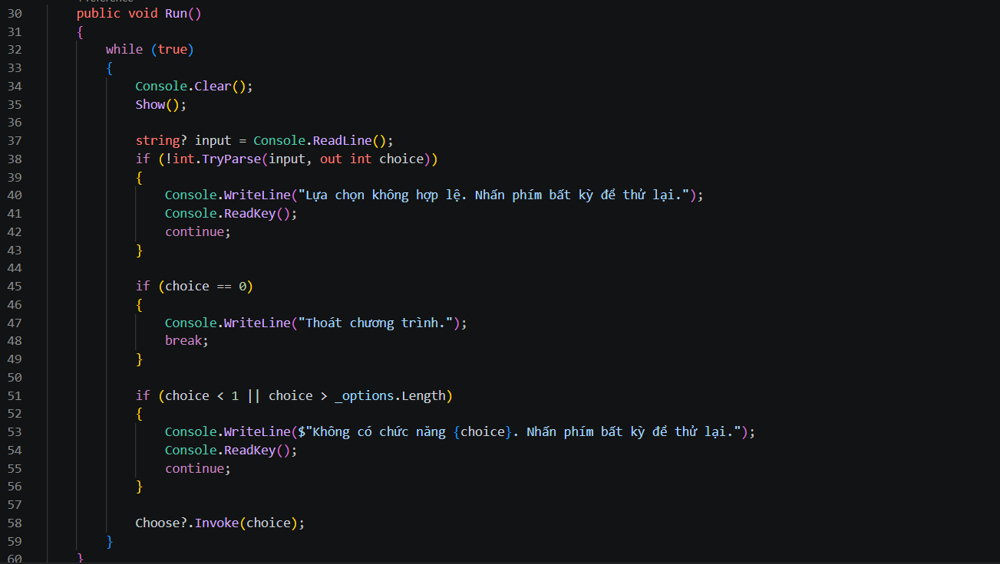 1 reference
30 public void Run()
31 {
32 while (true)
33 {
34 Console.Clear();
35 Show();
36
37 string? input = Console.ReadLine();
38 if (!int.TryParse(input, out int choice))
39 {
40 Console.WriteLine("Lựa chọn không hợp lệ. Nhấn phím bất kỳ để thử lại.");
41 Console.ReadKey();
42 continue;
43 }
44
45 if (choice == 0)
46 {
47 Console.WriteLine("Thoát chương trình.");
48 break;
49 }
50
51 if (choice < 1 || choice > _options.Length)
52 {
53 Console.WriteLine($"Không có chức năng {choice}. Nhấn phím bất kỳ để thử lại.");
54 Console.ReadKey();
55 continue;
56 }
57
58 Choose?.Invoke(choice);
59 }
60 }